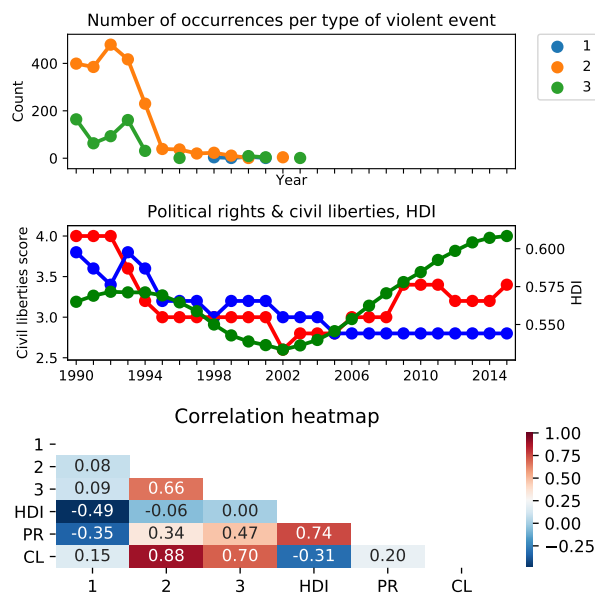 Number of occurrences per type of violent event
400
200
0
Count
Year
1
2
3
Political rights & civil liberties, HDI
4.0
3.5
3.0
2.5
Civil liberties score
0.600
0.575
0.550
HDI
1990 1994 1998 2002 2006 2010 2014
Correlation heatmap
1
2 0.08
3 0.09 0.66
HDI -0.49 -0.06 0.00
PR -0.35 0.34 0.47 0.74
CL 0.15 0.88 0.70 -0.31 0.20
1 2 3 HDI PR CL
1.00
0.75
0.50
0.25
0.00
−0.25